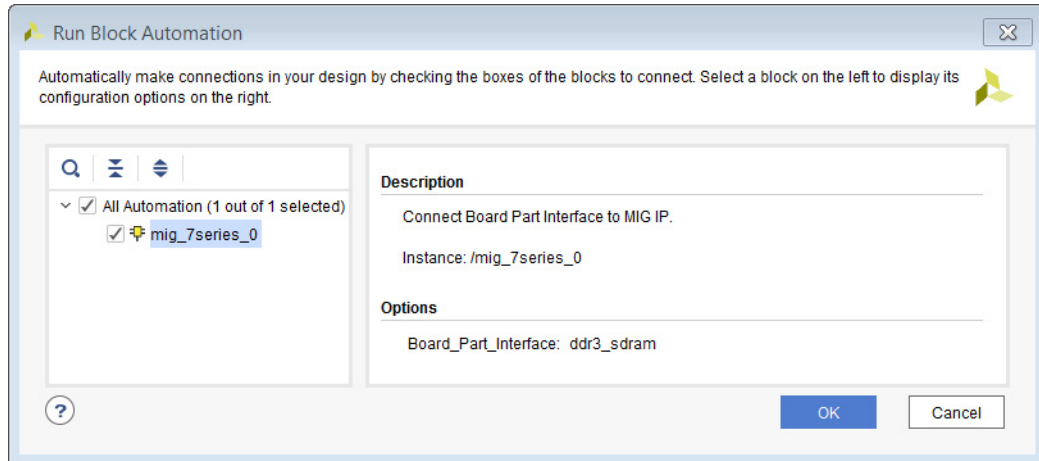 Run Block Automation
Automatically make connections in your design by checking the boxes of the blocks to connect. Select a block on the left to display its
configuration options on the right.
All Automation (1 out of 1 selected)
mig_7series_0
Description
Connect Board Part Interface to MIG IP.
Instance: /mig_7series_0
Options
Board_Part_Interface: ddr3_sdram
?
OK
Cancel